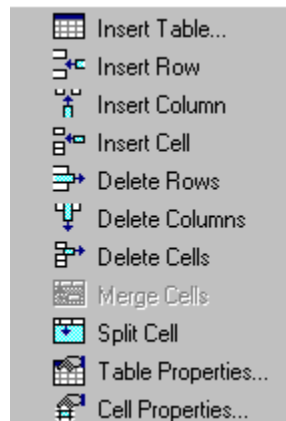 Insert Table...
Insert Row
Insert Column
Insert Cell
Delete Rows
Delete Columns
Delete Cells
Merge Cells
Split Cell
Table Properties...
Cell Properties...